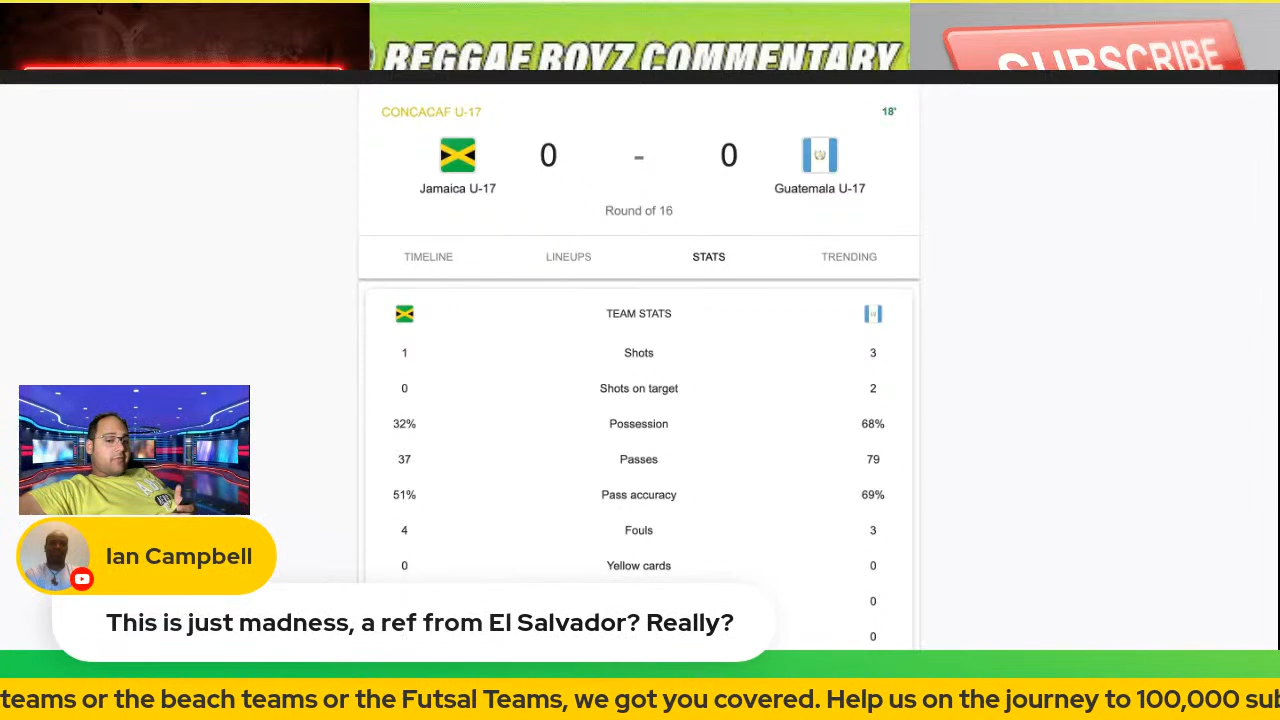 REGGAE BOYZ COMMENTARY
SUBSCRIBE
CONCACAF U-17
18'
0 - 0
Jamaica U-17
Guatemala U-17
Round of 16
TIMELINE LINEUPS STATS TRENDING
TEAM STATS
1 Shots 3
0 Shots on target 2
32% Possession 68%
37 Passes 79
51% Pass accuracy 69%
4 Fouls 3
0 Yellow cards 0
0
0
Ian Campbell
This is just madness, a ref from El Salvador? Really?
teams or the beach teams or the Futsal Teams, we got you covered. Help us on the journey to 100,000 sub